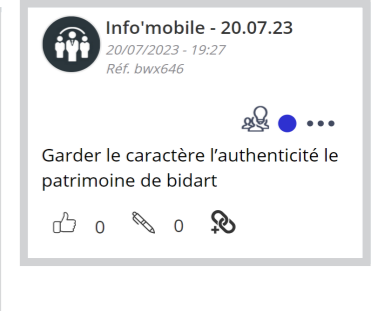 Info'mobile - 20.07.23
20/07/2023 - 19:27
Réf. bwx646
Garder le caractère l’authenticité le
patrimoine de bidart
0 0